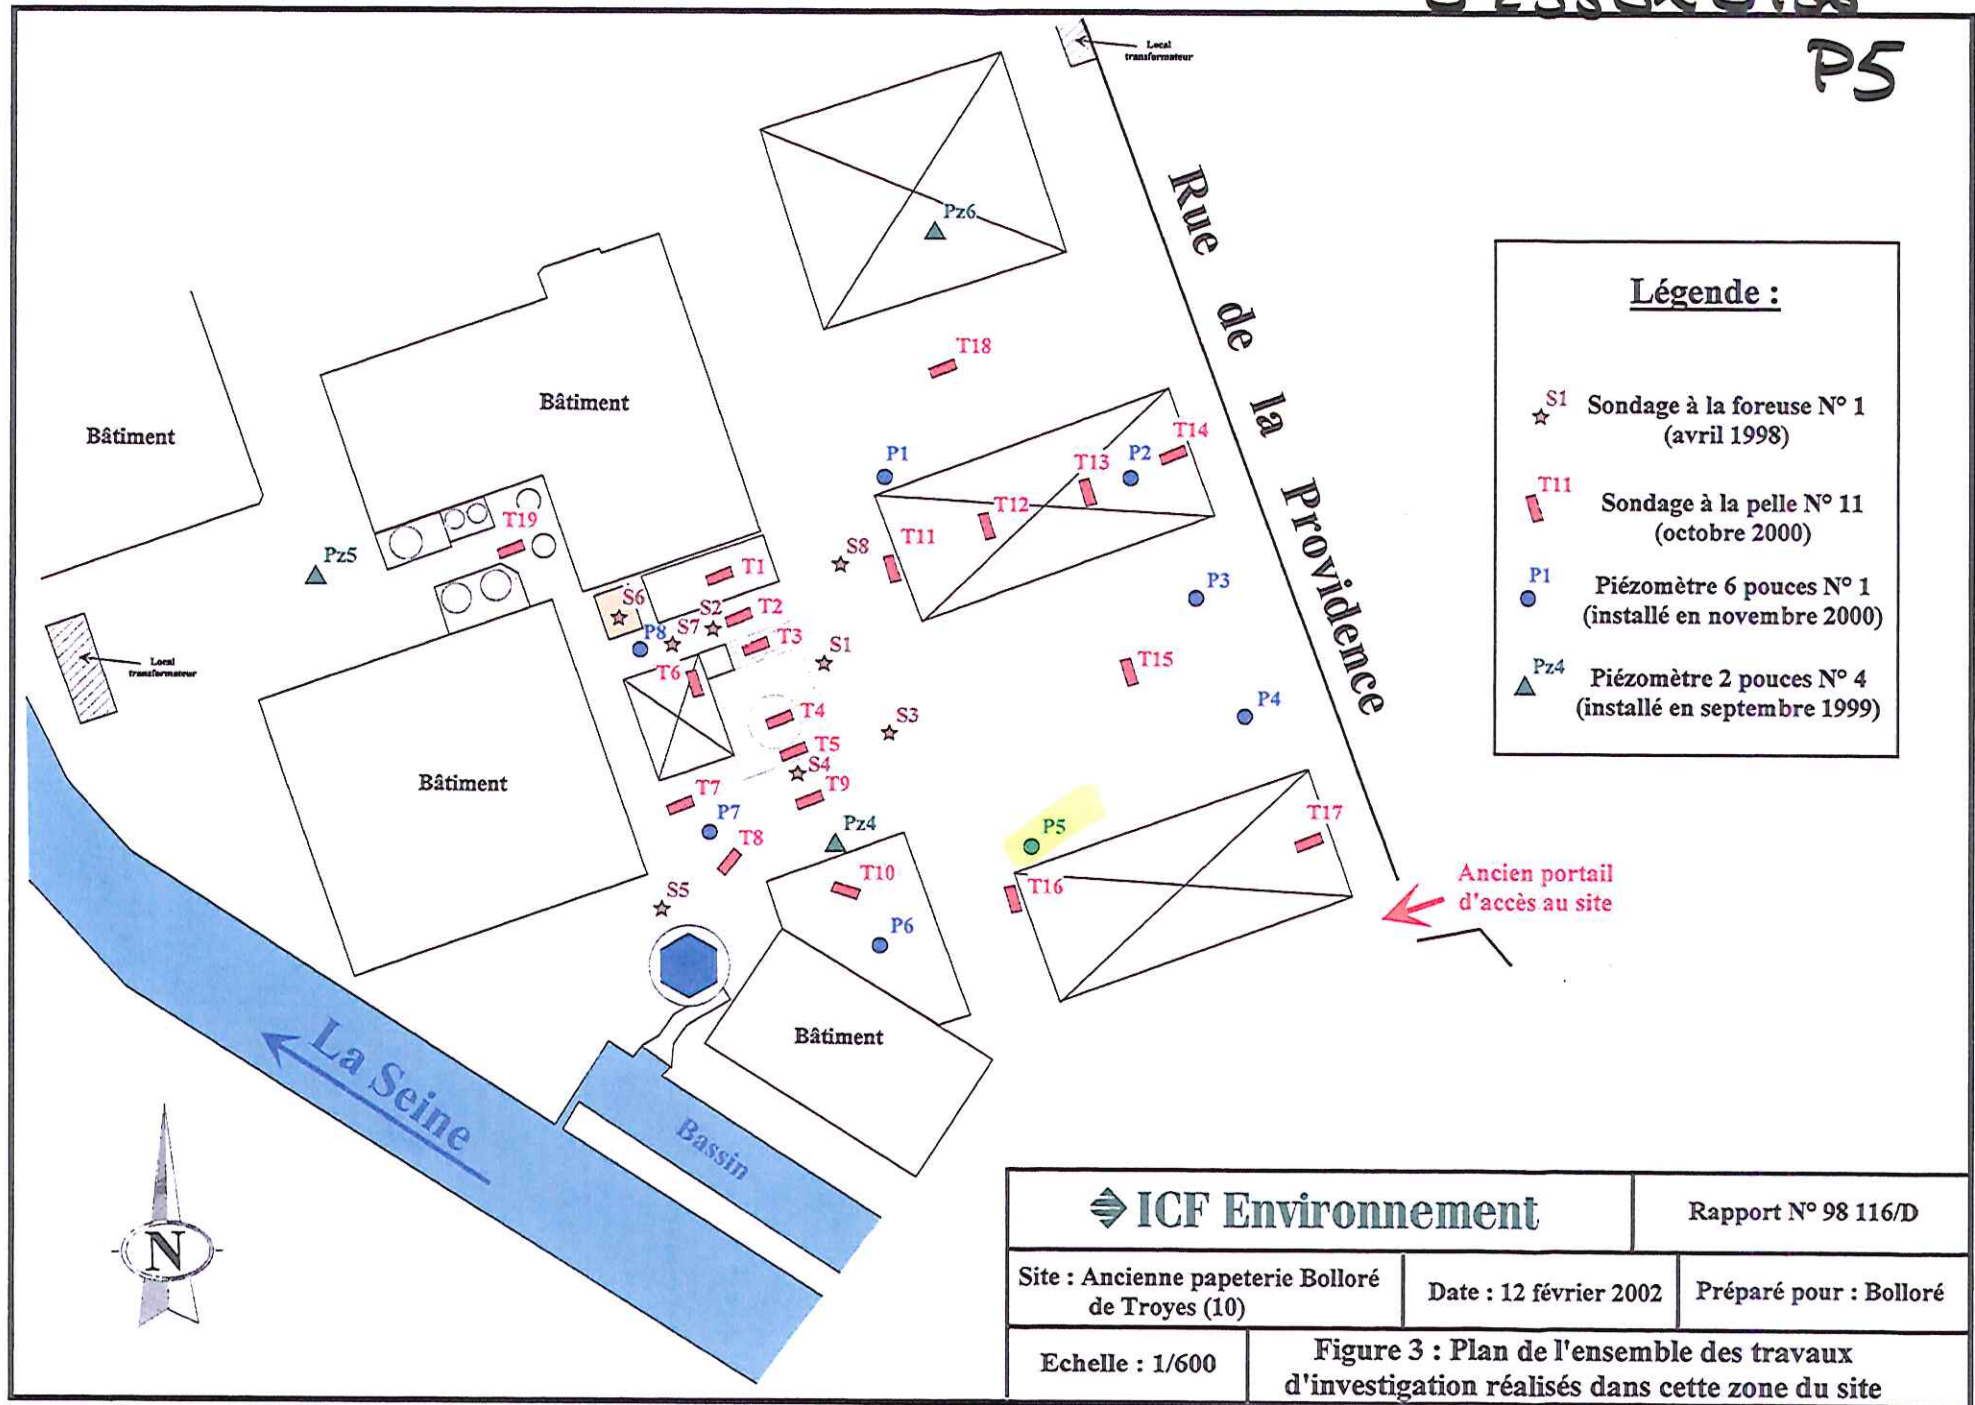 P5
Local
transformateur
Rue de la Providence
Pz6
T18
Bâtiment
Bâtiment
P1
T14
P2
T13
T12
T11
T19
Pz5
S8
T1
P3
S6
S2
T2
P8
S7
T3
S1
T6
T15
Local
transformateur
T4
S3
P4
T5
S4
Bâtiment
T7
T9
P7
Pz4
P5
T17
T8
T10
T16
S5
P6
Ancien portail
d'accès au site
Bâtiment
La Seine
Bassin
N
Légende :
S1
Sondage à la foreuse N° 1
(avril 1998)
T11
Sondage à la pelle N° 11
(octobre 2000)
P1
Piézomètre 6 pouces N° 1
(installé en novembre 2000)
Pz4
Piézomètre 2 pouces N° 4
(installé en septembre 1999)
ICF Environnement
Rapport N° 98 116/D
Site : Ancienne papeterie Bolloré
de Troyes (10)
Date : 12 février 2002
Préparé pour : Bolloré
Echelle : 1/600
Figure 3 : Plan de l'ensemble des travaux
d'investigation réalisés dans cette zone du site